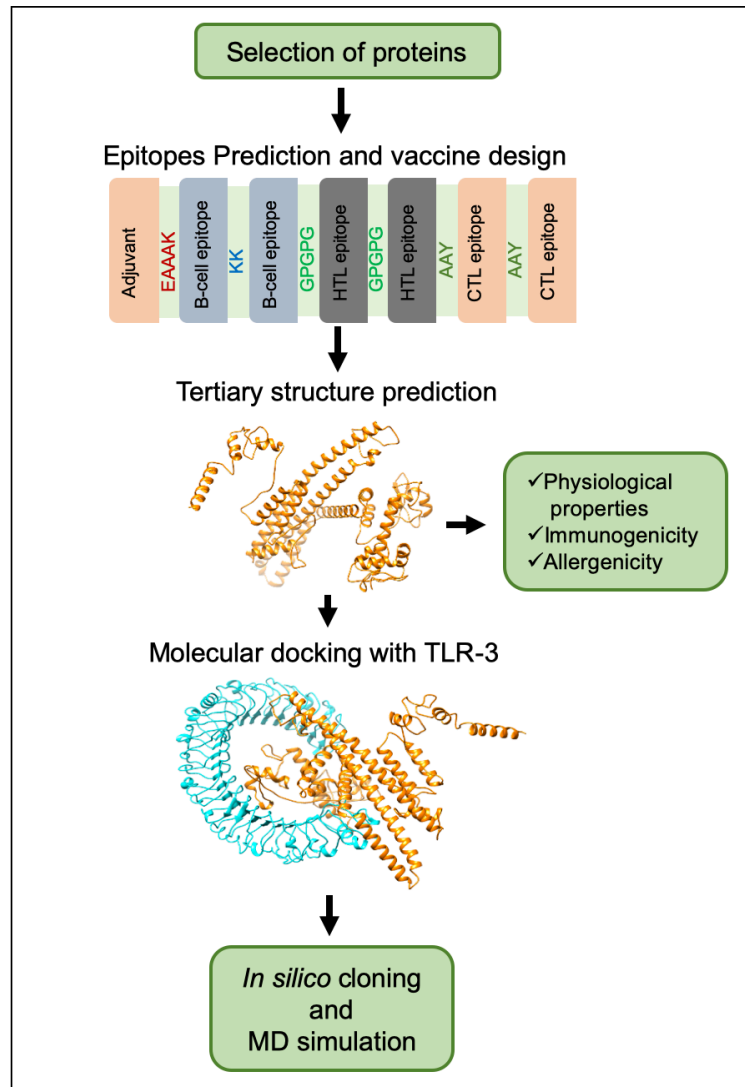 Selection of proteins
Epitopes Prediction and vaccine design
Adjuvant
EAAAK
B-cell epitope
KK
B-cell epitope
GPGPG
HTL epitope
GPGPG
HTL epitope
AAY
CTL epitope
AAY
CTL epitope
Tertiary structure prediction
✓Physiological
properties
✓Immunogenicity
✓Allergenicity
Molecular docking with TLR-3
In silico cloning
and
MD simulation